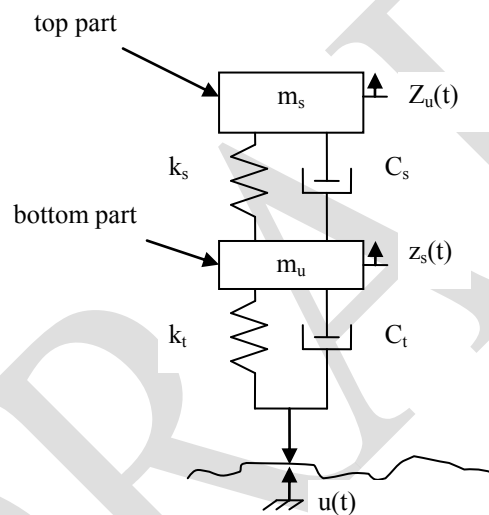 top part
m_s
Z_u(t)
k_s
C_s
bottom part
z_s(t)
m_u
k_t
C_t
u(t)